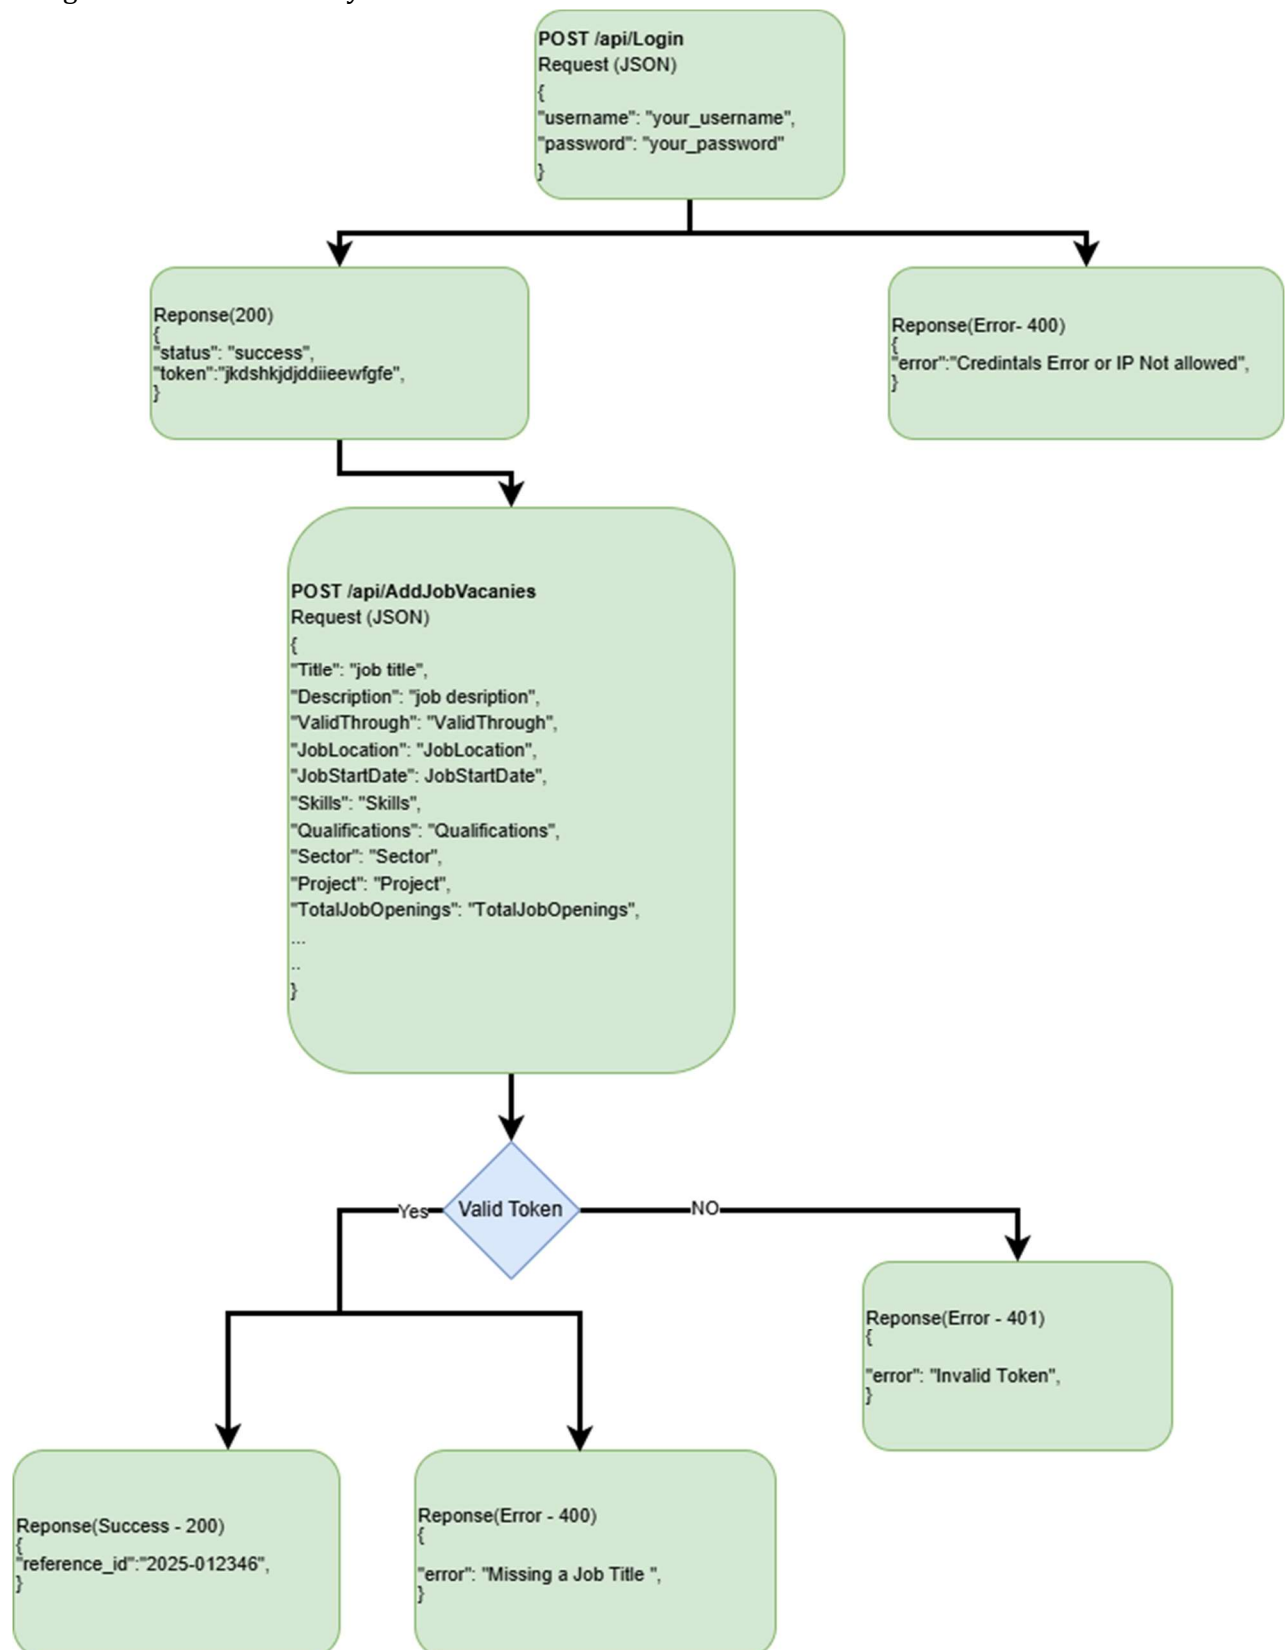 POST /api/Login
Request (JSON)
{
"username": "your_username",
"password": "your_password"
}
Reponse(200)
{
"status": "success",
"token":"jkdshkjdjddiieewfgfe",
}
Reponse(Error- 400)
{
"error":"Credintals Error or IP Not allowed",
}
POST /api/AddJobVacanies
Request (JSON)
{
"Title": "job title",
"Description": "job desription",
"ValidThrough": "ValidThrough",
"JobLocation": "JobLocation",
"JobStartDate": JobStartDate",
"Skills": "Skills",
"Qualifications": "Qualifications",
"Sector": "Sector",
"Project": "Project",
"TotalJobOpenings": "TotalJobOpenings",
...
..
}
Valid Token
Yes
NO
Reponse(Error - 401)
{
"error": "Invalid Token",
}
Reponse(Success - 200)
{
"reference_id":"2025-012346",
}
Reponse(Error - 400)
{
"error": "Missing a Job Title ",
}